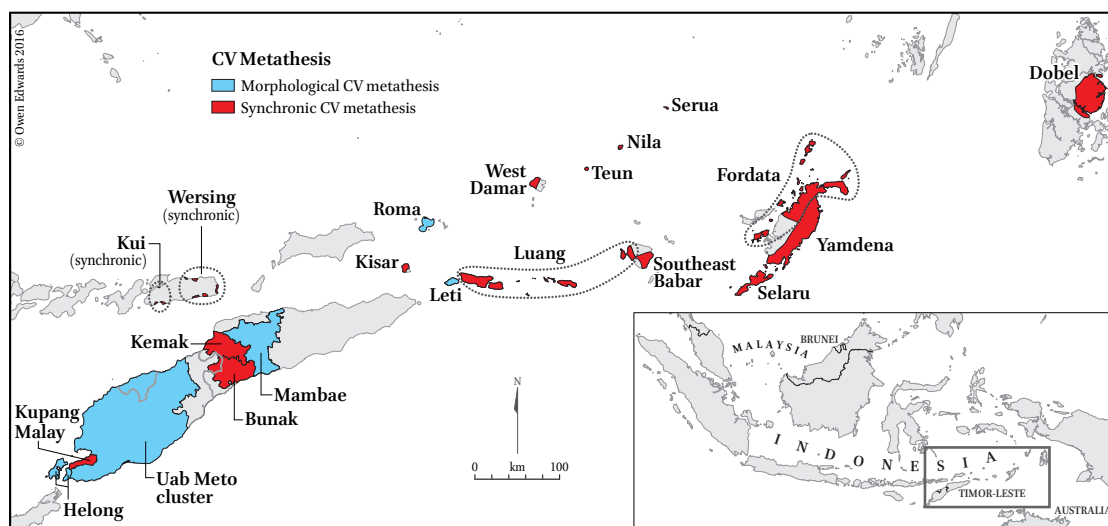 © Owen Edwards 2016
CV Metathesis
Morphological CV metathesis
Synchronic CV metathesis
Dobel
Serua
Nila
Teun
West
Damar
Fordata
Wersing
(synchronic)
Roma
Kui
(synchronic)
Kisar
Luang
Yamdena
Southeast
Babar
Leti
Selaru
Kemak
Mambae
Bunak
Kupang
Malay
Uab Meto
cluster
Helong
N
0 km 100
MALAYSIA
BRUNEI
INDONESIA
TIMOR-LESTE
AUSTRALIA